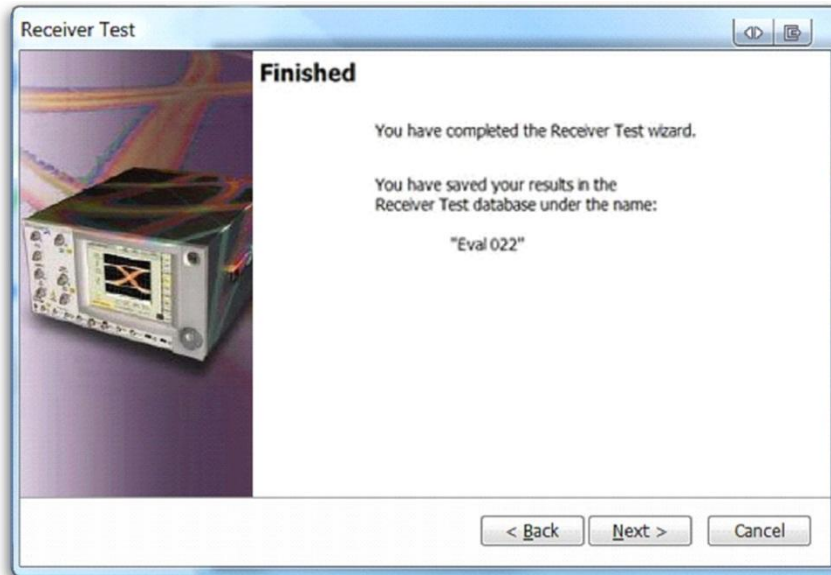 Receiver Test
Finished
You have completed the Receiver Test wizard.
You have saved your results in the
Receiver Test database under the name:
"Eval 022"
< Back
Next >
Cancel